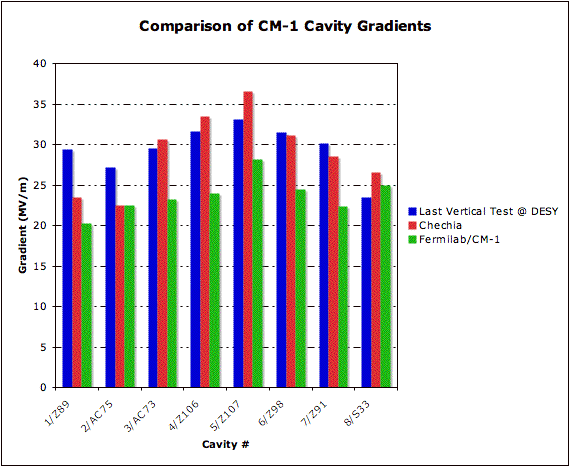 Comparison of CM-1 Cavity Gradients
40
35
30
25
20
15
10
5
0
Gradient (MV/m)
1/Z89
2/AC75
3/AC73
4/Z106
5/Z107
6/Z98
7/Z91
8/S33
Cavity #
Last Vertical Test @ DESY
Chechia
Fermilab/CM-1